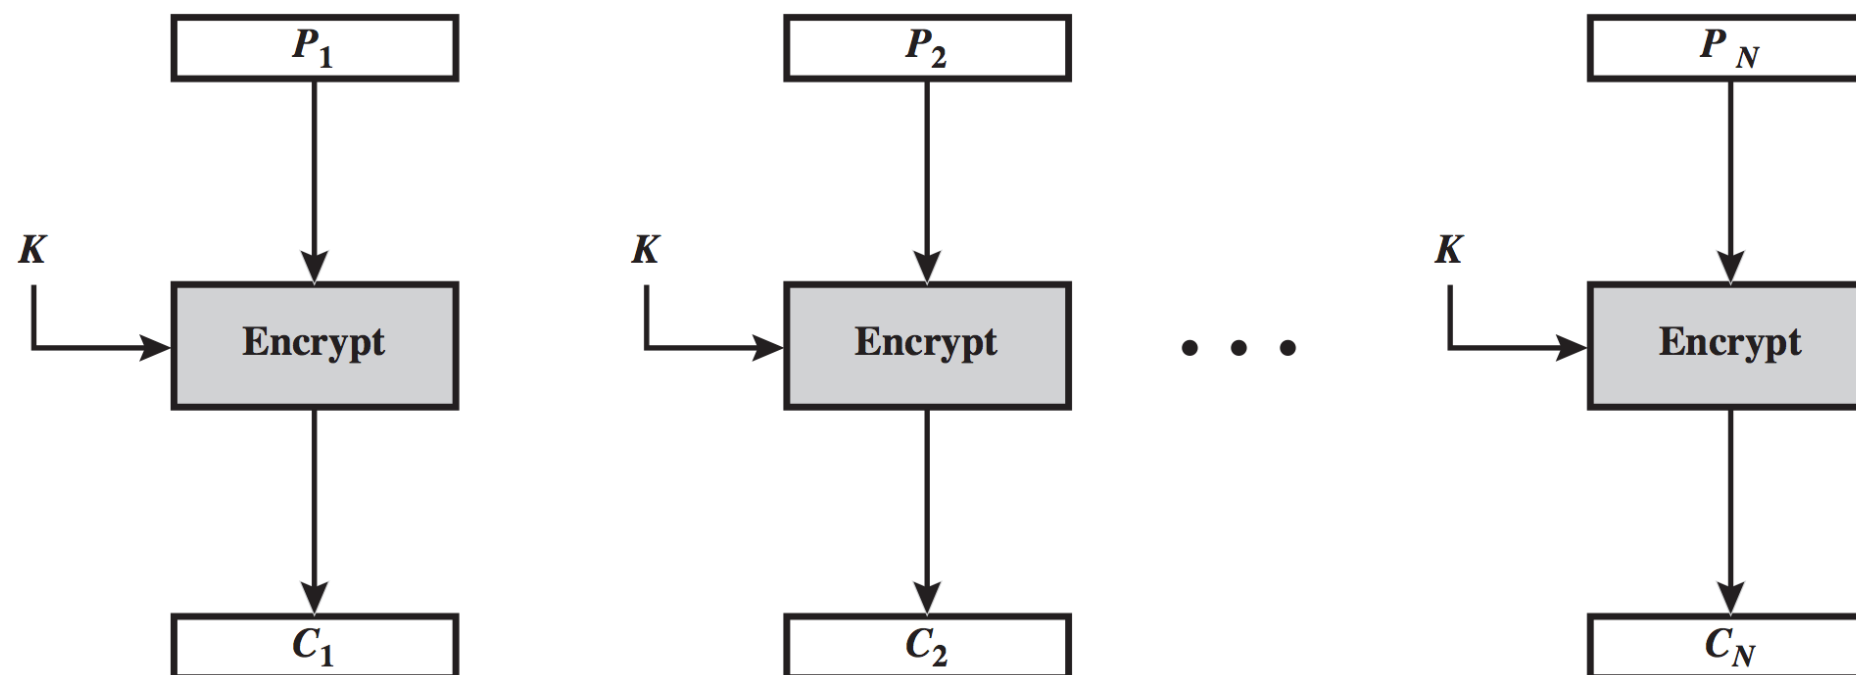 P1 P2 PN
K K K
Encrypt Encrypt • • • Encrypt
C1 C2 CN